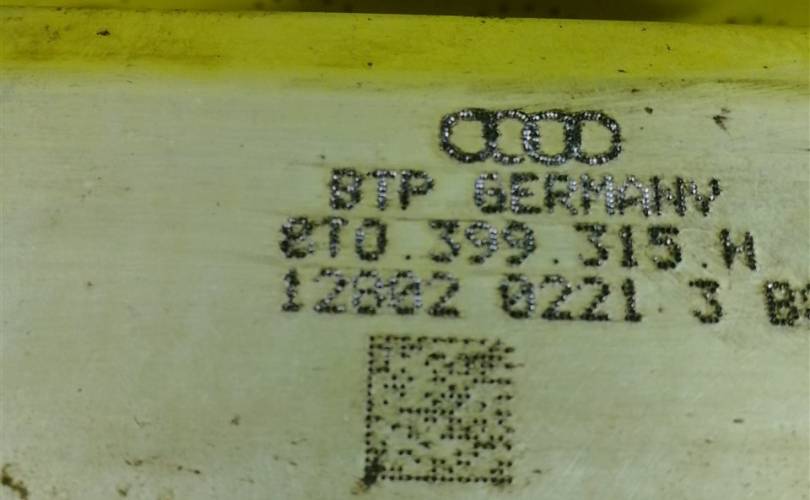 BTP GERMANY
8T0.399.315.H
12802 0221 3